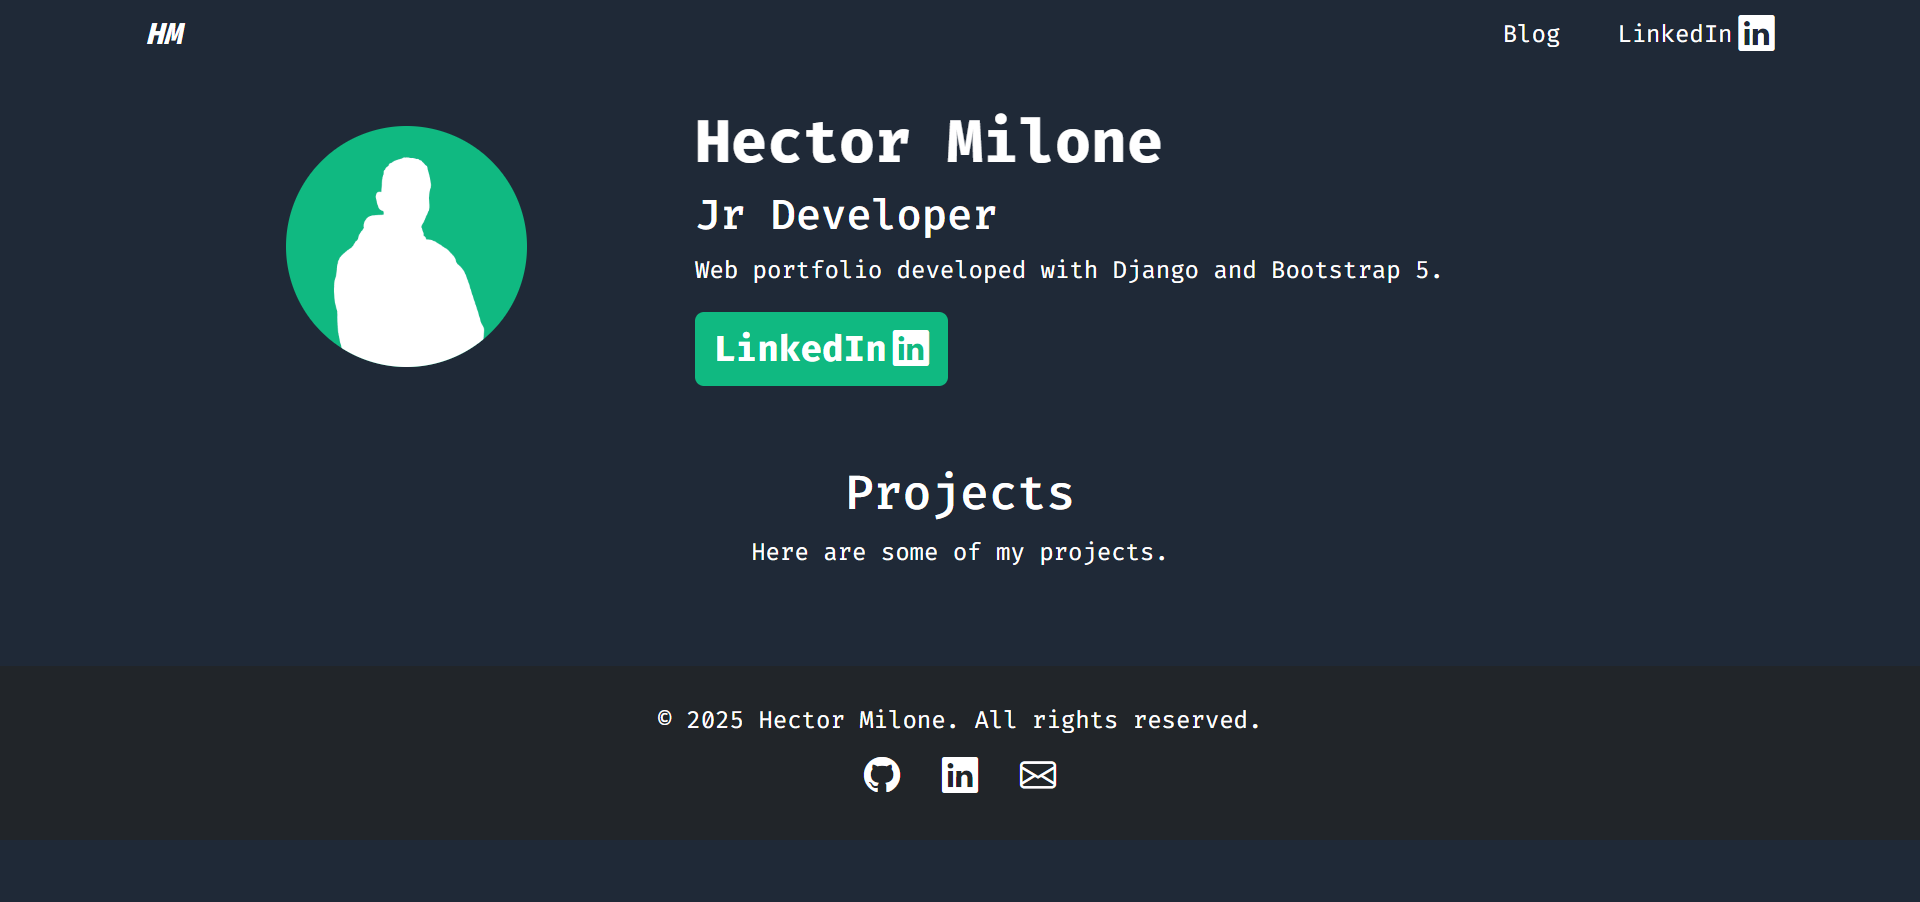 HM
Blog
LinkedIn in
Hector Milone
Jr Developer
Web portfolio developed with Django and Bootstrap 5.
LinkedIn in
Projects
Here are some of my projects.
© 2025 Hector Milone. All rights reserved.
in